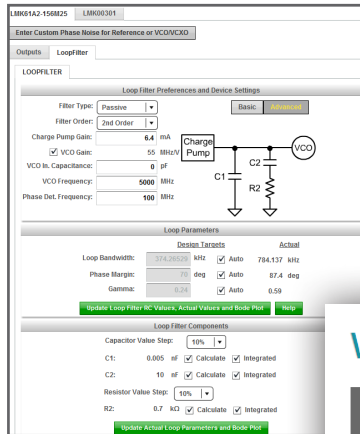 LMK61A2-156M25 LMK00301
Enter Custom Phase Noise for Reference or VCO/VCXO
Outputs LoopFilter
LOOPFILTER
Loop Filter Preferences and Device Settings
Filter Type: Passive Basic Advanced
Filter Order: 2nd Order
Charge Pump Gain: 6.4 mA
VCO Gain: 55 MHz/V
VCO In. Capacitance: 0 pF
VCO Frequency: 5000 MHz
Phase Det. Frequency: 100 MHz
Charge Pump
VCO
C1
C2
R2
Loop Parameters
Design Targets Actual
Loop Bandwidth: 374.26529 kHz Auto 784.137 kHz
Phase Margin: 70 deg Auto 87.4 deg
Gamma: 0.24 Auto 0.59
Update Loop Filter RC Values, Actual Values and Bode Plot Help
Loop Filter Components
Capacitor Value Step: 10%
C1: 0.005 nF Calculate Integrated
C2: 10 nF Calculate Integrated
Resistor Value Step: 10%
R2: 0.7 kΩ Calculate Integrated
Update Actual Loop Parameters and Bode Plot